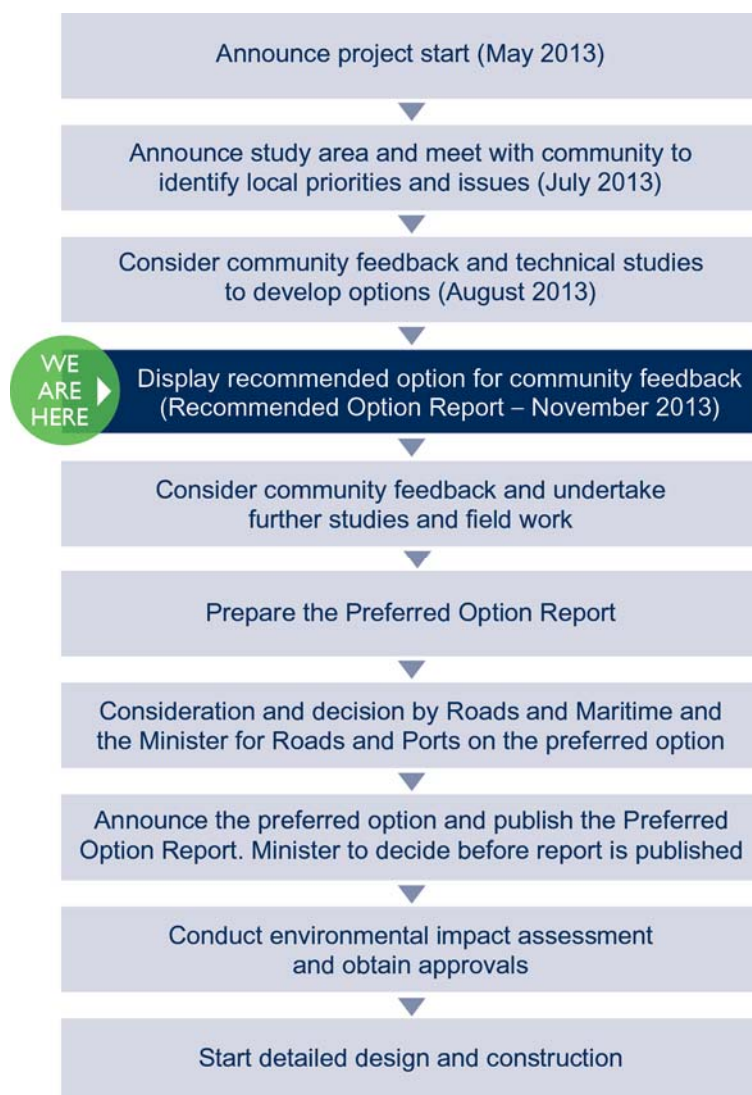 Announce project start (May 2013)
Announce study area and meet with community to
identify local priorities and issues (July 2013)
Consider community feedback and technical studies
to develop options (August 2013)
WE
ARE
HERE
Display recommended option for community feedback
(Recommended Option Report – November 2013)
Consider community feedback and undertake
further studies and field work
Prepare the Preferred Option Report
Consideration and decision by Roads and Maritime and
the Minister for Roads and Ports on the preferred option
Announce the preferred option and publish the Preferred
Option Report. Minister to decide before report is published
Conduct environmental impact assessment
and obtain approvals
Start detailed design and construction